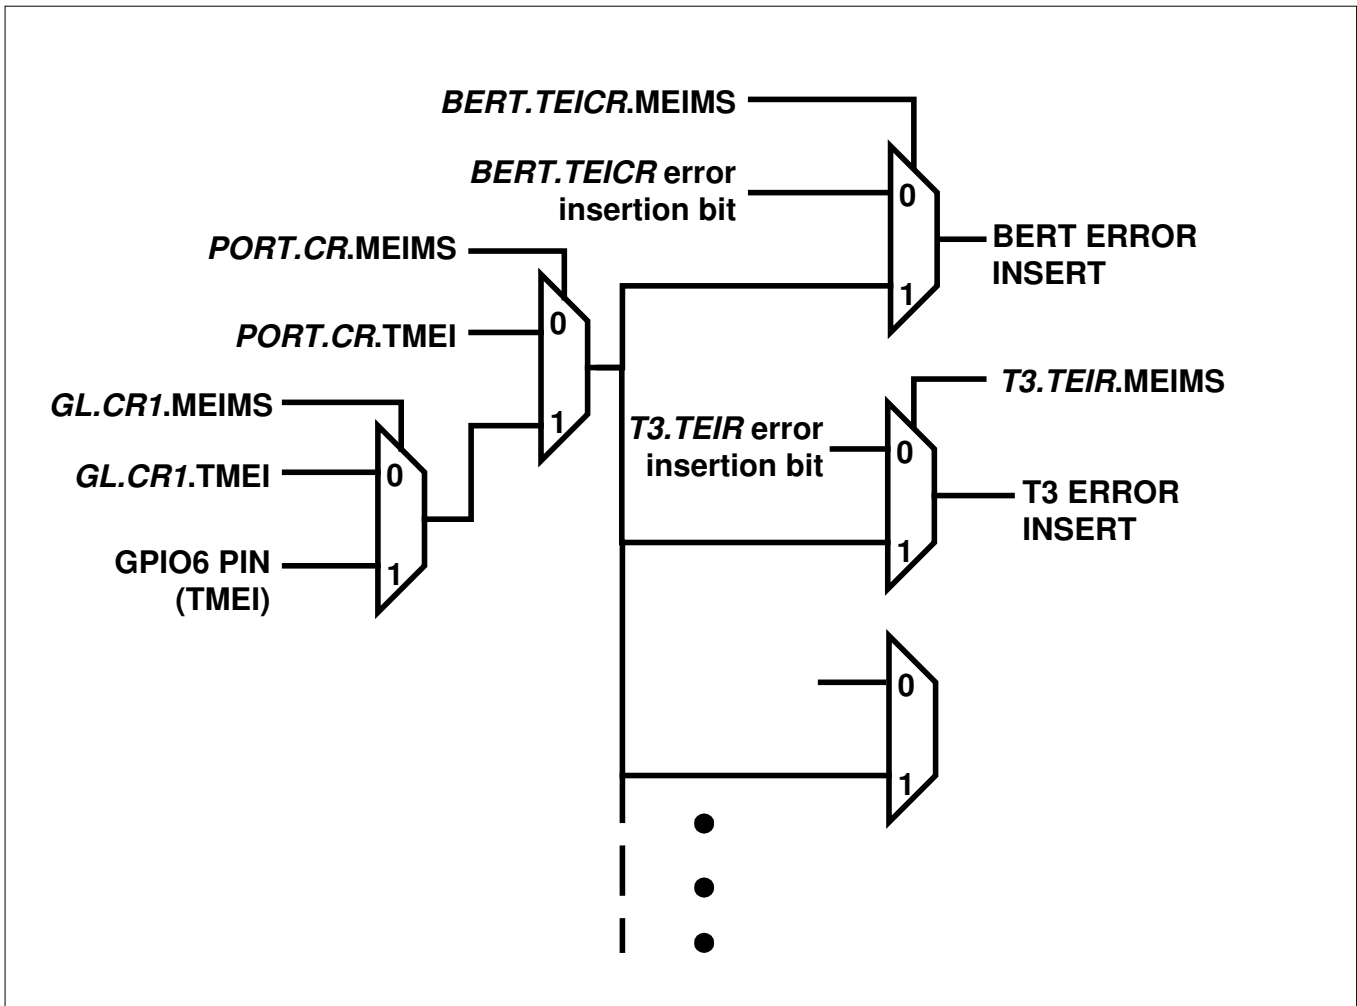 BERT.TEICR.MEIMS
BERT.TEICR error
insertion bit
0
1
BERT ERROR
INSERT
PORT.CR.MEIMS
PORT.CR.TMEI
0
1
GL.CR1.MEIMS
GL.CR1.TMEI
GPIO6 PIN
(TMEI)
0
1
T3.TEIR.MEIMS
T3.TEIR error
insertion bit
0
1
T3 ERROR
INSERT
0
1